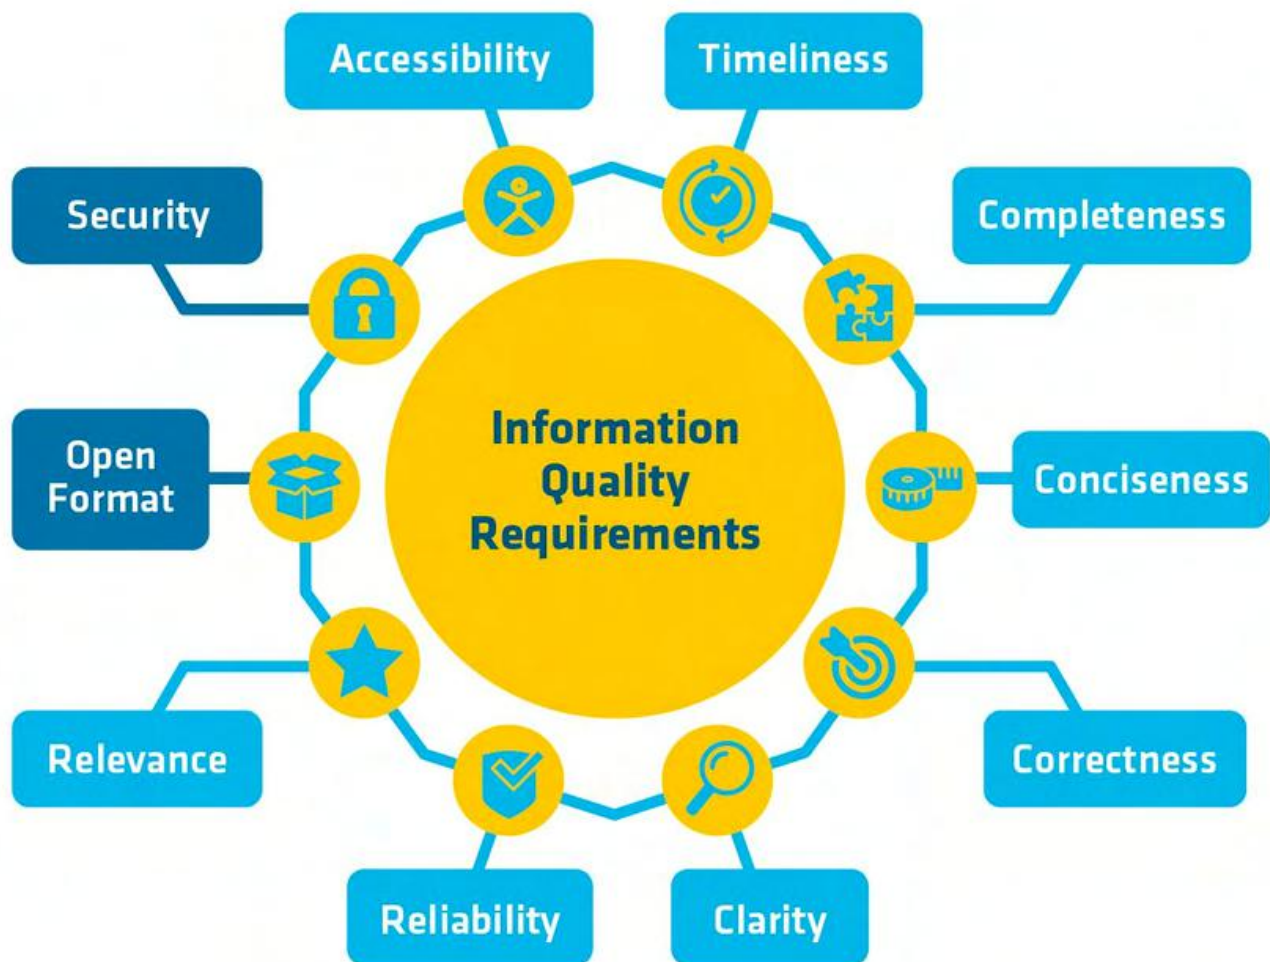 Accessibility
Timeliness
Security
Completeness
Information
Quality
Requirements
Open
Format
Conciseness
Relevance
Correctness
Reliability
Clarity